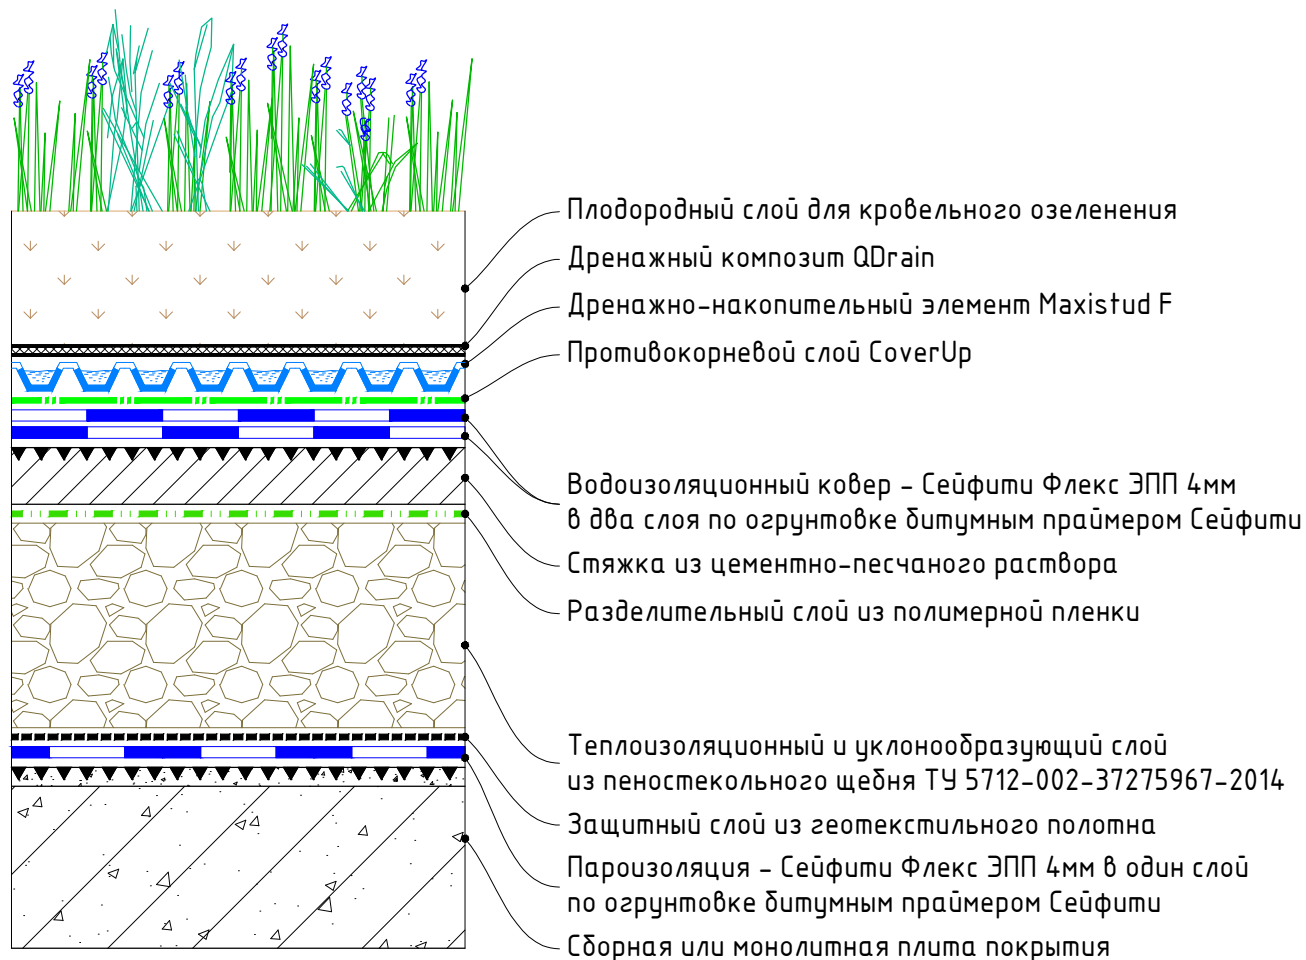 Плодородный слой для кровельного озеленения
Дренажный композит QDrain
Дренажно-накопительный элемент Maxistud F
Противокорневой слой CoverUp
Водоизоляционный ковер - Сейфити Флекс ЭПП 4мм
в два слоя по огрунтовке битумным праймером Сейфити
Стяжка из цементно-песчаного раствора
Разделительный слой из полимерной пленки
Теплоизоляционный и уклонообразующий слой
из пеностекольного щебня ТУ 5712-002-37275967-2014
Защитный слой из геотекстильного полотна
Пароизоляция - Сейфити Флекс ЭПП 4мм в один слой
по огрунтовке битумным праймером Сейфити
Сборная или монолитная плита покрытия